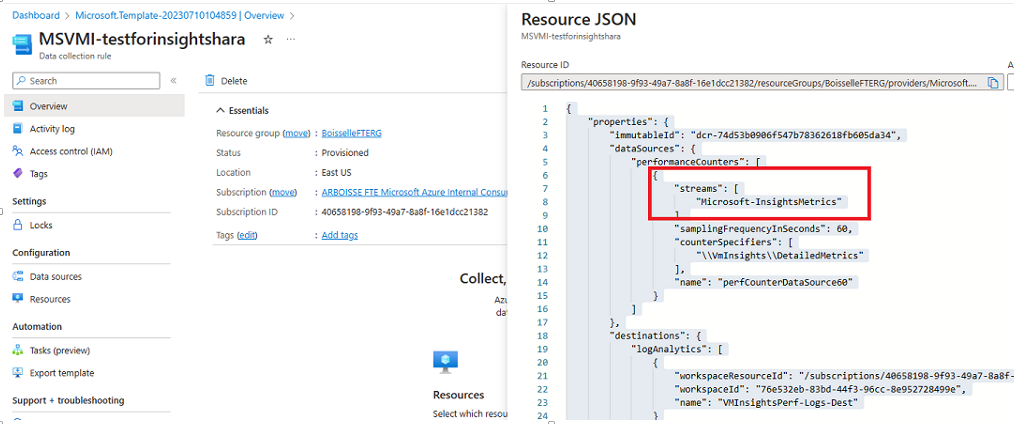 Dashboard > Microsoft.Template-20230710104859 | Overview >
MSVMI-testforinsightshara
Data collection rule
Search
Overview
Activity log
Access control (IAM)
Tags
Settings
Locks
Configuration
Data sources
Resources
Automation
Tasks (preview)
Export template
Support + troubleshooting
Delete
Essentials
Resource group (move) : BoisselleFTERG
Status : Provisioned
Location : East US
Subscription (move) : ARBOISSE FTE Microsoft Azure Internal Consu
Subscription ID : 40658198-9f93-49a7-8a8f-16e1dcc21382
Tags (edit) : Add tags
Collect,
Azu
dat
Resources
Select which resou
Resource JSON
MSVMI-testforinsightshara
Resource ID
A
/subscriptions/40658198-9f93-49a7-8a8f-16e1dcc21382/resourceGroups/BoisselleFTERG/providers/Microsoft....
1 {
2 "properties": {
3 "immutableId": "dcr-74d53b0906f547b78362618fb605da34",
4 "dataSources": {
5 "performanceCounters": [
6 {
7 "streams": [
8 "Microsoft-InsightsMetrics"
9 ],
10 "samplingFrequencyInSeconds": 60,
11 "counterSpecifiers": [
12 "\\VmInsights\\DetailedMetrics"
13 ],
14 "name": "perfCounterDataSource60"
15 }
16 ]
17 },
18 "destinations": {
19 "logAnalytics": [
20 {
21 "workspaceResourceId": "/subscriptions/40658198-9f93-49a7-8a8f-
22 "workspaceId": "76e532eb-83bd-44f3-96cc-8e952728499e",
23 "name": "VMInsightsPerf-Logs-Dest"
24 }